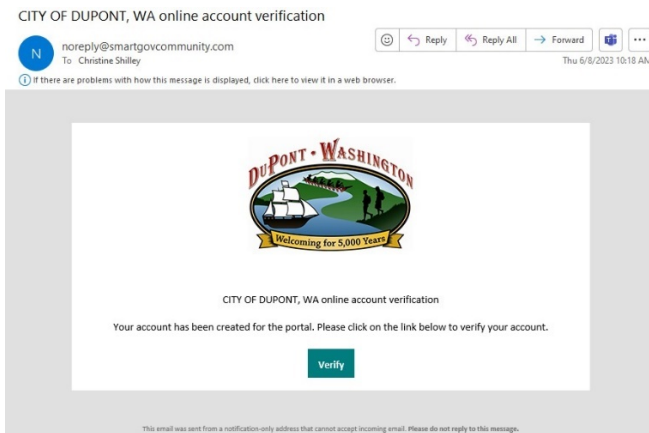 CITY OF DUPONT, WA online account verification
N
noreply@smartgovcommunity.com
To Christine Shilley
Reply
Reply All
Forward
Thu 6/8/2023 10:18 AM
If there are problems with how this message is displayed, click here to view it in a web browser.
DUPONT • WASHINGTON
Welcoming for 5,000 Years
CITY OF DUPONT, WA online account verification
Your account has been created for the portal. Please click on the link below to verify your account.
Verify
This email was sent from a notification-only address that cannot accept incoming email. Please do not reply to this message.